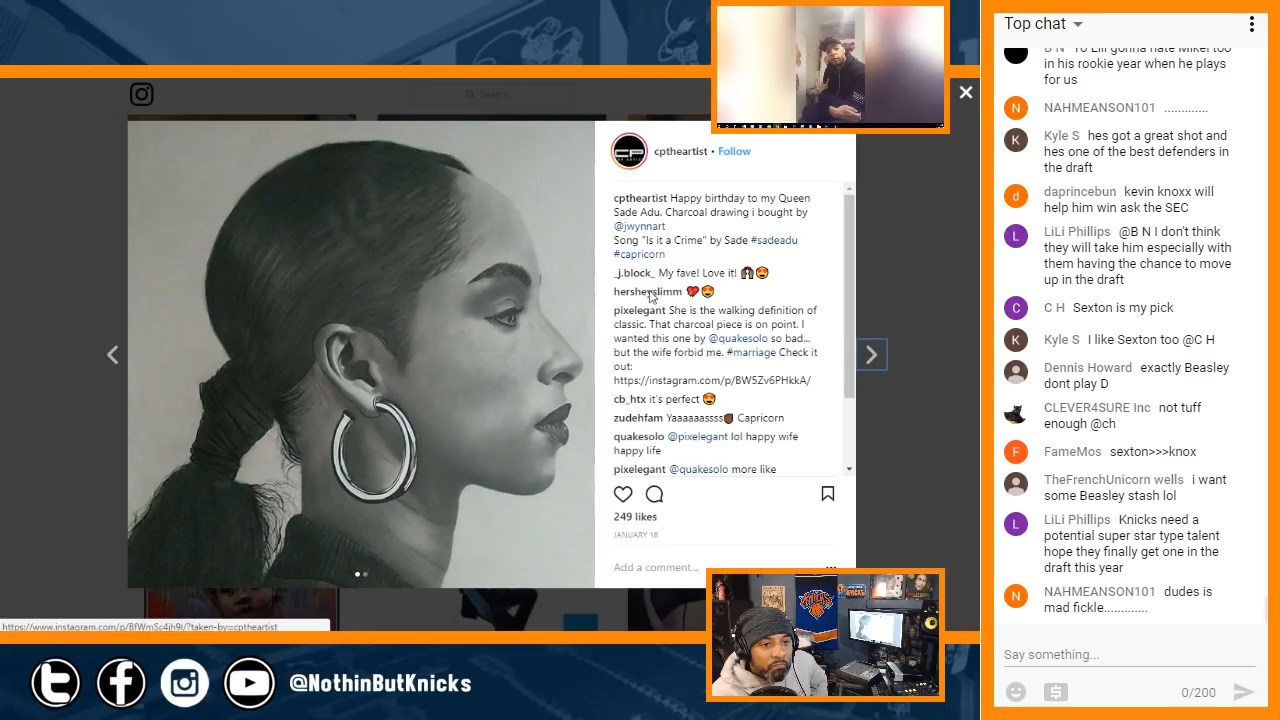 Search
cptheartist • Follow
cptheartist Happy birthday to my Queen
Sade Adu. Charcoal drawing i bought by
@jwynnart
Song "Is it a Crime" by Sade #sadeadu
#capricorn
_j.block_ My fave! Love it!
hersheyslimm
pixelegant She is the walking definition of
classic. That charcoal piece is on point. I
wanted this one by @quakesolo so bad...
but the wife forbid me. #marriage Check it
out:
https://instagram.com/p/BW5Zv6PHkkA/
cb_htx it's perfect
zudehfam Yaaaaaassss Capricorn
quakesolo @pixelegant lol happy wife
happy life
pixelegant @quakesolo more like
249 likes
JANUARY 16
Add a comment...
https://www.instagram.com/p/BfWmSc4jh9I/?taken-by=cptheartist
CP
KNICKS
@NothinButKnicks
Top chat
B N Yo Lili gonna hate Mikel too
in his rookie year when he plays
for us
N NAHMEANSON101 .............
K Kyle S hes got a great shot and
hes one of the best defenders in
the draft
d daprincebun kevin knoxx will
help him win ask the SEC
L LiLi Phillips @B N I don't think
they will take him especially with
them having the chance to move
up in the draft
C C H Sexton is my pick
K Kyle S I like Sexton too @C H
Dennis Howard exactly Beasley
dont play D
CLEVER4SURE Inc not tuff
enough @ch
F FameMos sexton>>>knox
TheFrenchUnicorn wells i want
some Beasley stash lol
L LiLi Phillips Knicks need a
potential super star type talent
hope they finally get one in the
draft this year
N NAHMEANSON101 dudes is
mad fickle.............
Say something...
0/200